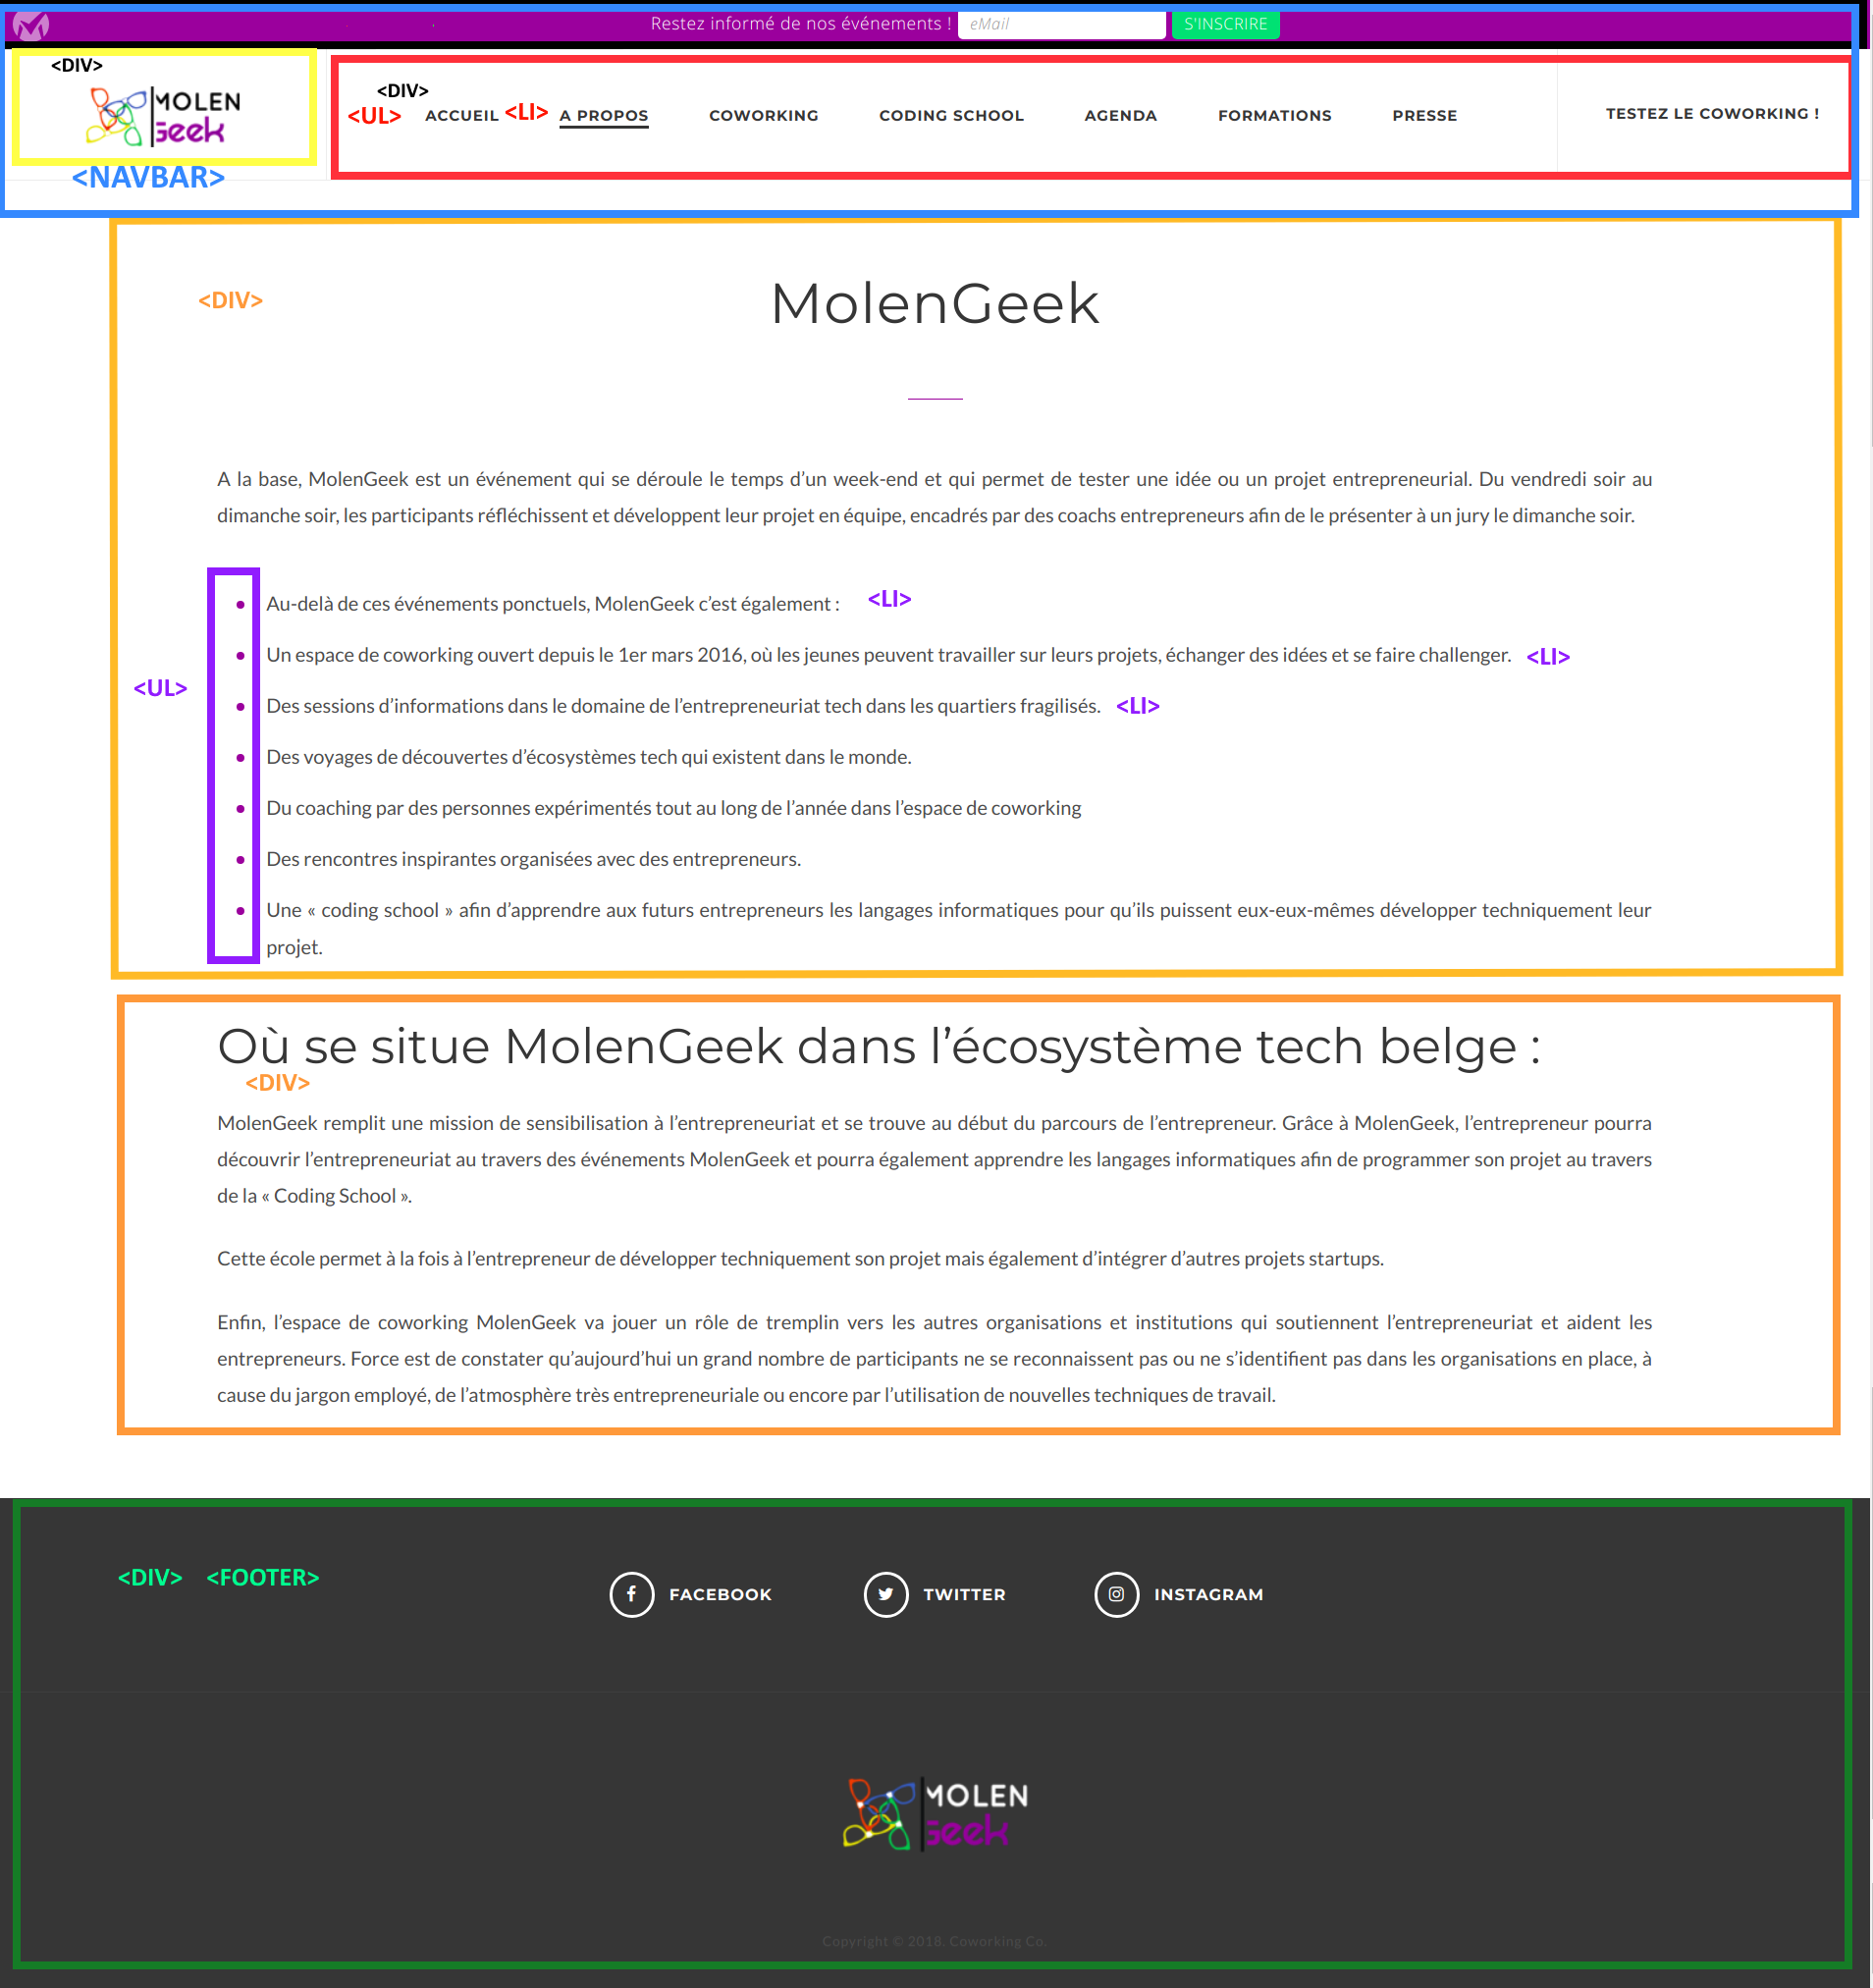 Restez informé de nos événements ! eMail S'INSCRIRE
<DIV>
MOLEN
Geek
<NAVBAR>
<DIV>
<UL> ACCUEIL <LI> A PROPOS COWORKING CODING SCHOOL AGENDA FORMATIONS PRESSE TESTEZ LE COWORKING !
<DIV>
MolenGeek
A la base, MolenGeek est un événement qui se déroule le temps d’un week-end et qui permet de tester une idée ou un projet entrepreneurial. Du vendredi soir au
dimanche soir, les participants réfléchissent et développent leur projet en équipe, encadrés par des coachs entrepreneurs afin de le présenter à un jury le dimanche soir.
Au-delà de ces événements ponctuels, MolenGeek c’est également : <LI>
Un espace de coworking ouvert depuis le 1er mars 2016, où les jeunes peuvent travailler sur leurs projets, échanger des idées et se faire challenger. <LI>
<UL>
Des sessions d’informations dans le domaine de l’entrepreneuriat tech dans les quartiers fragilisés. <LI>
Des voyages de découvertes d’écosystèmes tech qui existent dans le monde.
Du coaching par des personnes expérimentés tout au long de l’année dans l’espace de coworking
Des rencontres inspirantes organisées avec des entrepreneurs.
Une « coding school » afin d’apprendre aux futurs entrepreneurs les langages informatiques pour qu’ils puissent eux-eux-mêmes développer techniquement leur
projet.
Où se situe MolenGeek dans l’écosystème tech belge :
<DIV>
MolenGeek remplit une mission de sensibilisation à l’entrepreneuriat et se trouve au début du parcours de l’entrepreneur. Grâce à MolenGeek, l’entrepreneur pourra
découvrir l’entrepreneuriat au travers des événements MolenGeek et pourra également apprendre les langages informatiques afin de programmer son projet au travers
de la « Coding School ».
Cette école permet à la fois à l’entrepreneur de développer techniquement son projet mais également d’intégrer d’autres projets startups.
Enfin, l’espace de coworking MolenGeek va jouer un rôle de tremplin vers les autres organisations et institutions qui soutiennent l’entrepreneuriat et aident les
entrepreneurs. Force est de constater qu’aujourd’hui un grand nombre de participants ne se reconnaissent pas ou ne s’identifient pas dans les organisations en place, à
cause du jargon employé, de l’atmosphère très entrepreneuriale ou encore par l’utilisation de nouvelles techniques de travail.
<DIV> <FOOTER>
FACEBOOK TWITTER INSTAGRAM
MOLEN
Geek
Copyright © 2018. Coworking Co.